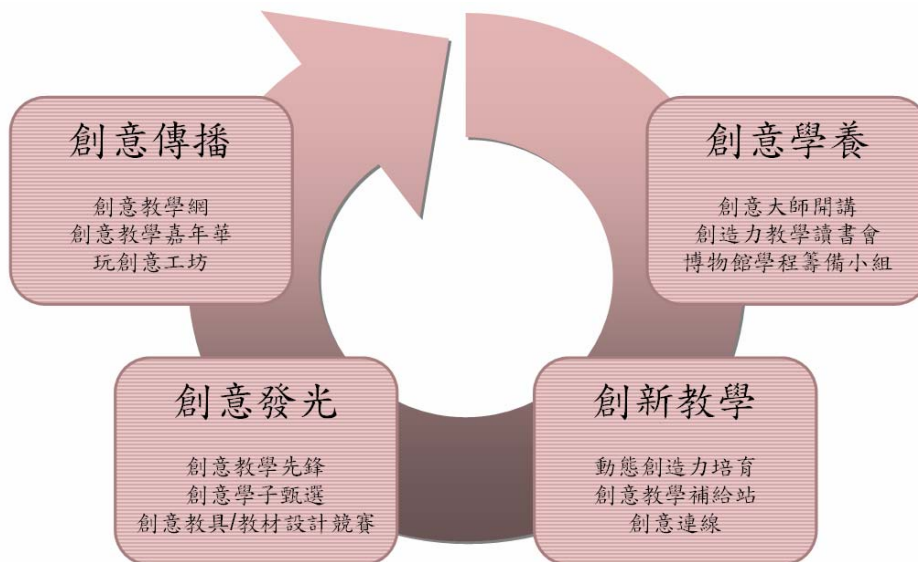 創意傳播
創意教學網
創意教學嘉年華
玩創意工坊
創意學養
創意大師開講
創造力教學讀書會
博物館學程籌備小組
創意發光
創意教學先鋒
創意學子甄選
創意教具/教材設計競賽
創新教學
動態創造力培育
創意教學補給站
創意連線